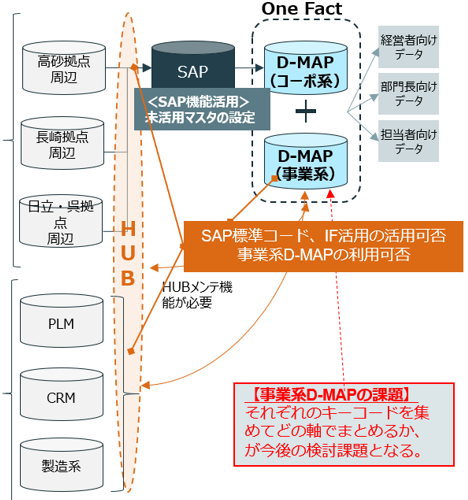 One Fact
高砂拠点
周辺
SAP
D-MAP
(コーポ系)
経営者向け
データ
＜SAP機能活用＞
未活用マスタの設定
部門長向け
データ
長崎拠点
周辺
D-MAP
(事業系)
担当者向け
データ
日立・呉拠
点
周辺
HUB
SAP標準コード、IF活用の活用可否
事業系D-MAPの利用可否
HUBメンテ機
能が必要
PLM
CRM
製造系
【事業系D-MAPの課題】
それぞれのキーコードを集
めてどの軸でまとめるか、
が今後の検討課題となる。